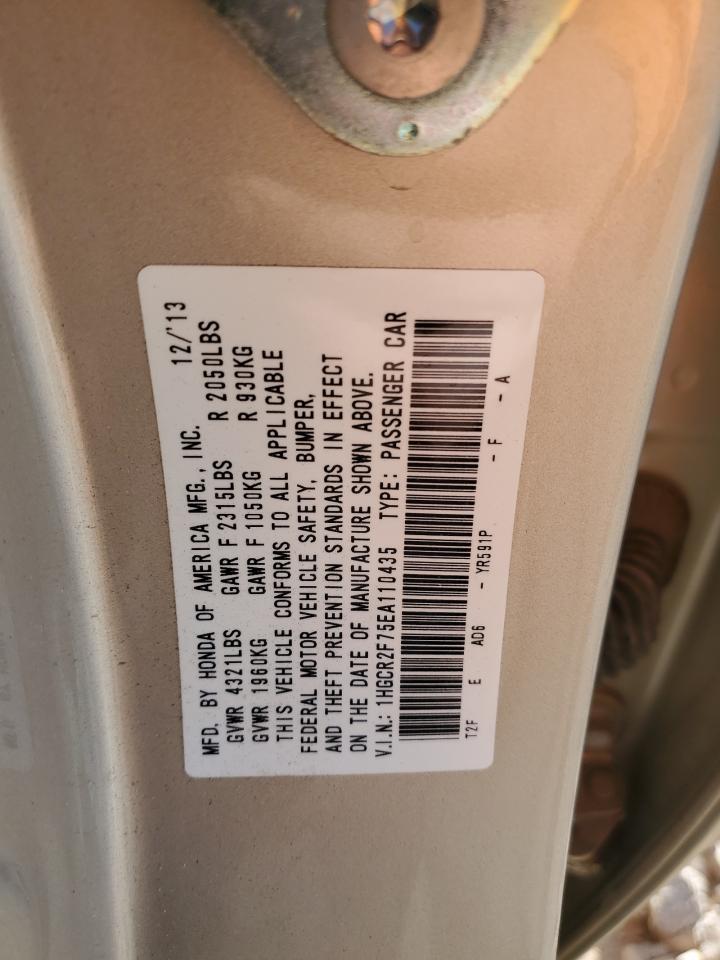 MFD. BY HONDA OF AMERICA MFG., INC. 12/'13
GVWR 4321LBS GAWR F 2315LBS R 2050LBS
GVWR 1960KG GAWR F 1050KG R 930KG
THIS VEHICLE CONFORMS TO ALL APPLICABLE
FEDERAL MOTOR VEHICLE SAFETY, BUMPER,
AND THEFT PREVENTION STANDARDS IN EFFECT
ON THE DATE OF MANUFACTURE SHOWN ABOVE.
V.I.N.: 1HGCR2F75EA110435 TYPE: PASSENGER CAR
T2F E AD6 - YR591P - F - A